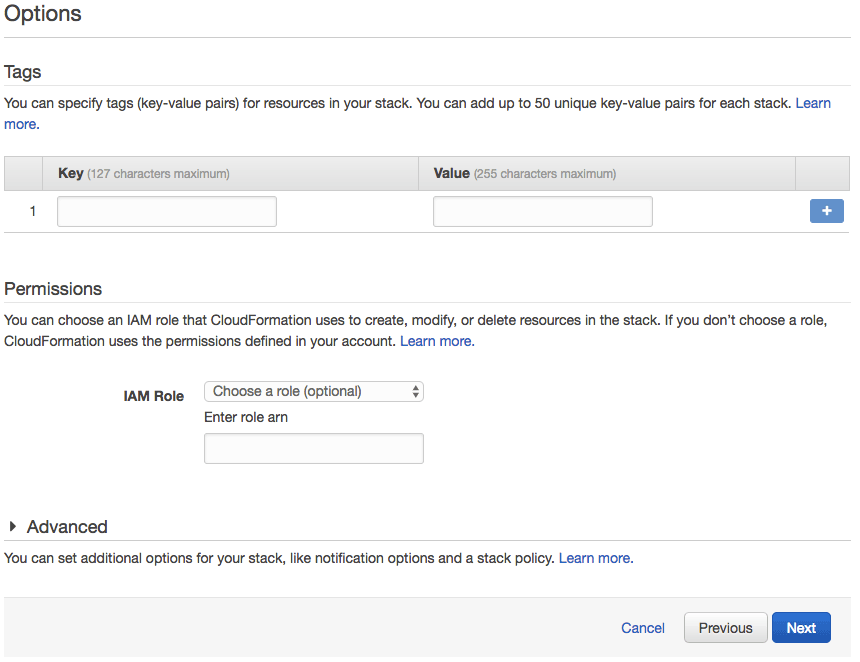 Options
Tags
You can specify tags (key-value pairs) for resources in your stack. You can add up to 50 unique key-value pairs for each stack. Learn
more.
Key (127 characters maximum) Value (255 characters maximum)
1 +
Permissions
You can choose an IAM role that CloudFormation uses to create, modify, or delete resources in the stack. If you don’t choose a role,
CloudFormation uses the permissions defined in your account. Learn more.
IAM Role Choose a role (optional)
Enter role arn
Advanced
You can set additional options for your stack, like notification options and a stack policy. Learn more.
Cancel Previous Next